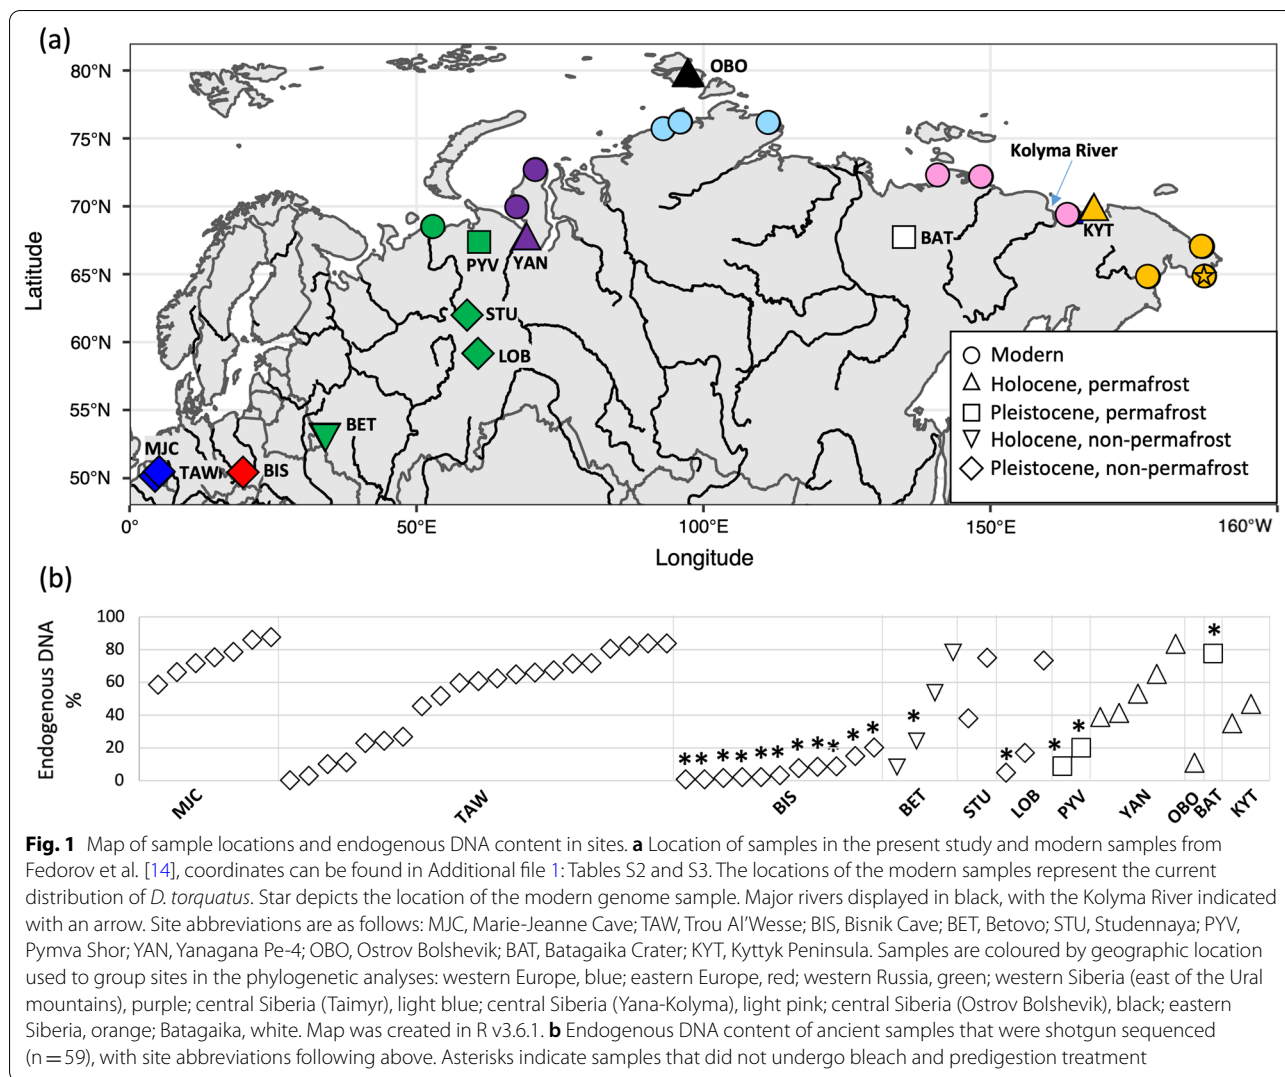 (a)
80°N
75°N
70°N
65°N
60°N
55°N
50°N
Latitude
OBO
Kolyma River
KYT
BAT
PYV
YAN
STU
LOB
BET
MJC
TAW
BIS
Modern
Holocene, permafrost
Pleistocene, permafrost
Holocene, non-permafrost
Pleistocene, non-permafrost
0°
50°E
100°E
150°E
160°W
Longitude
(b)
Endogenous DNA
%
100
80
60
40
20
0
* * * * * * * * * * * * * * * *
MJC
TAW
BIS
BET
STU
LOB
PYV
YAN
OBO
BAT
KYT
Fig. 1 Map of sample locations and endogenous DNA content in sites. a Location of samples in the present study and modern samples from
Fedorov et al. [14], coordinates can be found in Additional file 1: Tables S2 and S3. The locations of the modern samples represent the current
distribution of D. torquatus. Star depicts the location of the modern genome sample. Major rivers displayed in black, with the Kolyma River indicated
with an arrow. Site abbreviations are as follows: MJC, Marie-Jeanne Cave; TAW, Trou Al'Wesse; BIS, Bisnik Cave; BET, Betovo; STU, Studennaya; PYV,
Pymva Shor; YAN, Yanagana Pe-4; OBO, Ostrov Bolshevik; BAT, Batagaika Crater; KYT, Kyttyk Peninsula. Samples are coloured by geographic location
used to group sites in the phylogenetic analyses: western Europe, blue; eastern Europe, red; western Russia, green; western Siberia (east of the Ural
mountains), purple; central Siberia (Taimyr), light blue; central Siberia (Yana-Kolyma), light pink; central Siberia (Ostrov Bolshevik), black; eastern
Siberia, orange; Batagaika, white. Map was created in R v3.6.1. b Endogenous DNA content of ancient samples that were shotgun sequenced
(n = 59), with site abbreviations following above. Asterisks indicate samples that did not undergo bleach and predigestion treatment